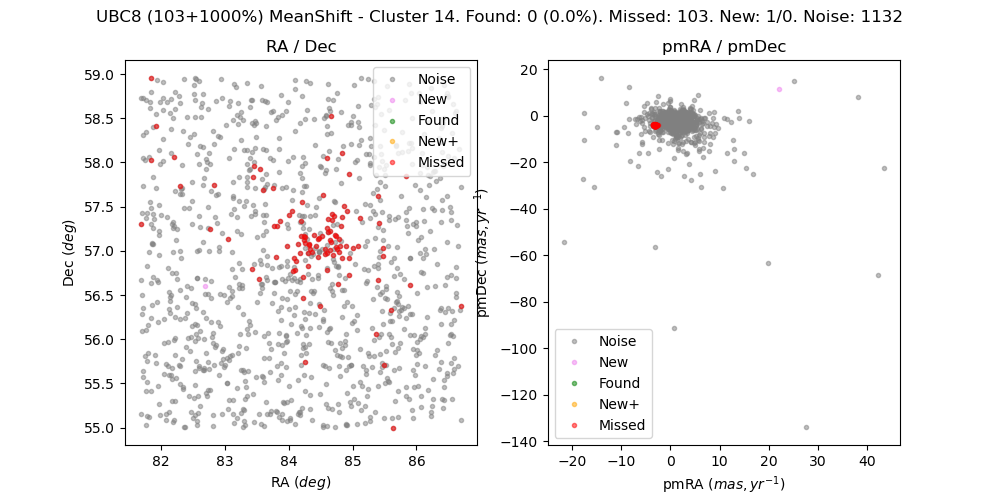 UBC8 (103+1000%) MeanShift - Cluster 14. Found: 0 (0.0%). Missed: 103. New: 1/0. Noise: 1132
RA / Dec
59.0
58.5
58.0
57.5
57.0
56.5
56.0
55.5
55.0
Dec (deg)
82
83
84
85
86
RA (deg)
Noise
New
Found
New+
Missed
pmRA / pmDec
20
0
−20
−40
−60
−80
−100
−120
−140
pmDec (mas, yr⁻¹)
−20
−10
0
10
20
30
40
pmRA (mas, yr⁻¹)
Noise
New
Found
New+
Missed